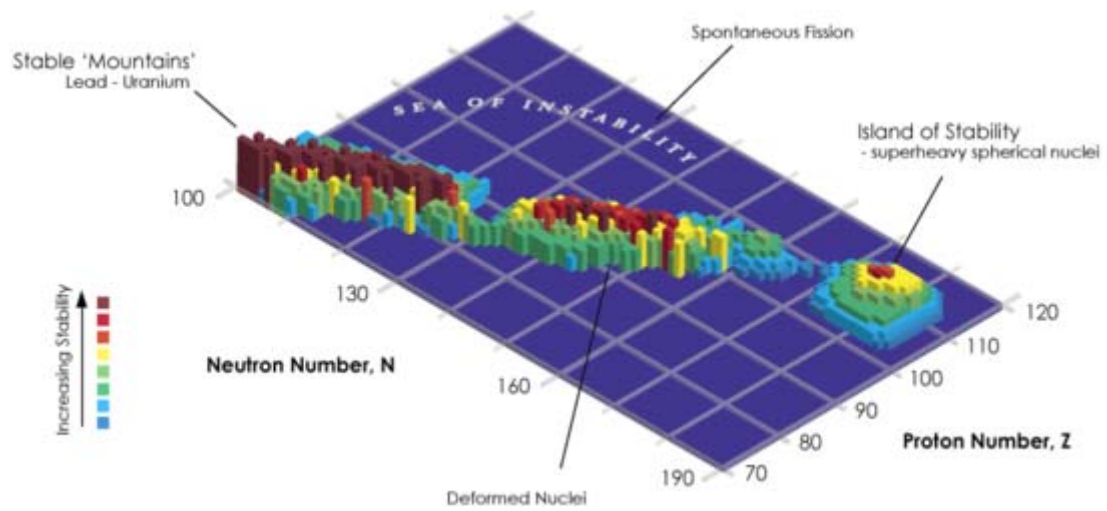 Spontaneous Fission
Stable ‘Mountains’
Lead - Uranium
SEA OF INSTABILITY
Island of Stability
- superheavy spherical nuclei
100
130
160
190
Neutron Number, N
120
110
100
90
80
70
Proton Number, Z
Increasing Stability
Deformed Nuclei